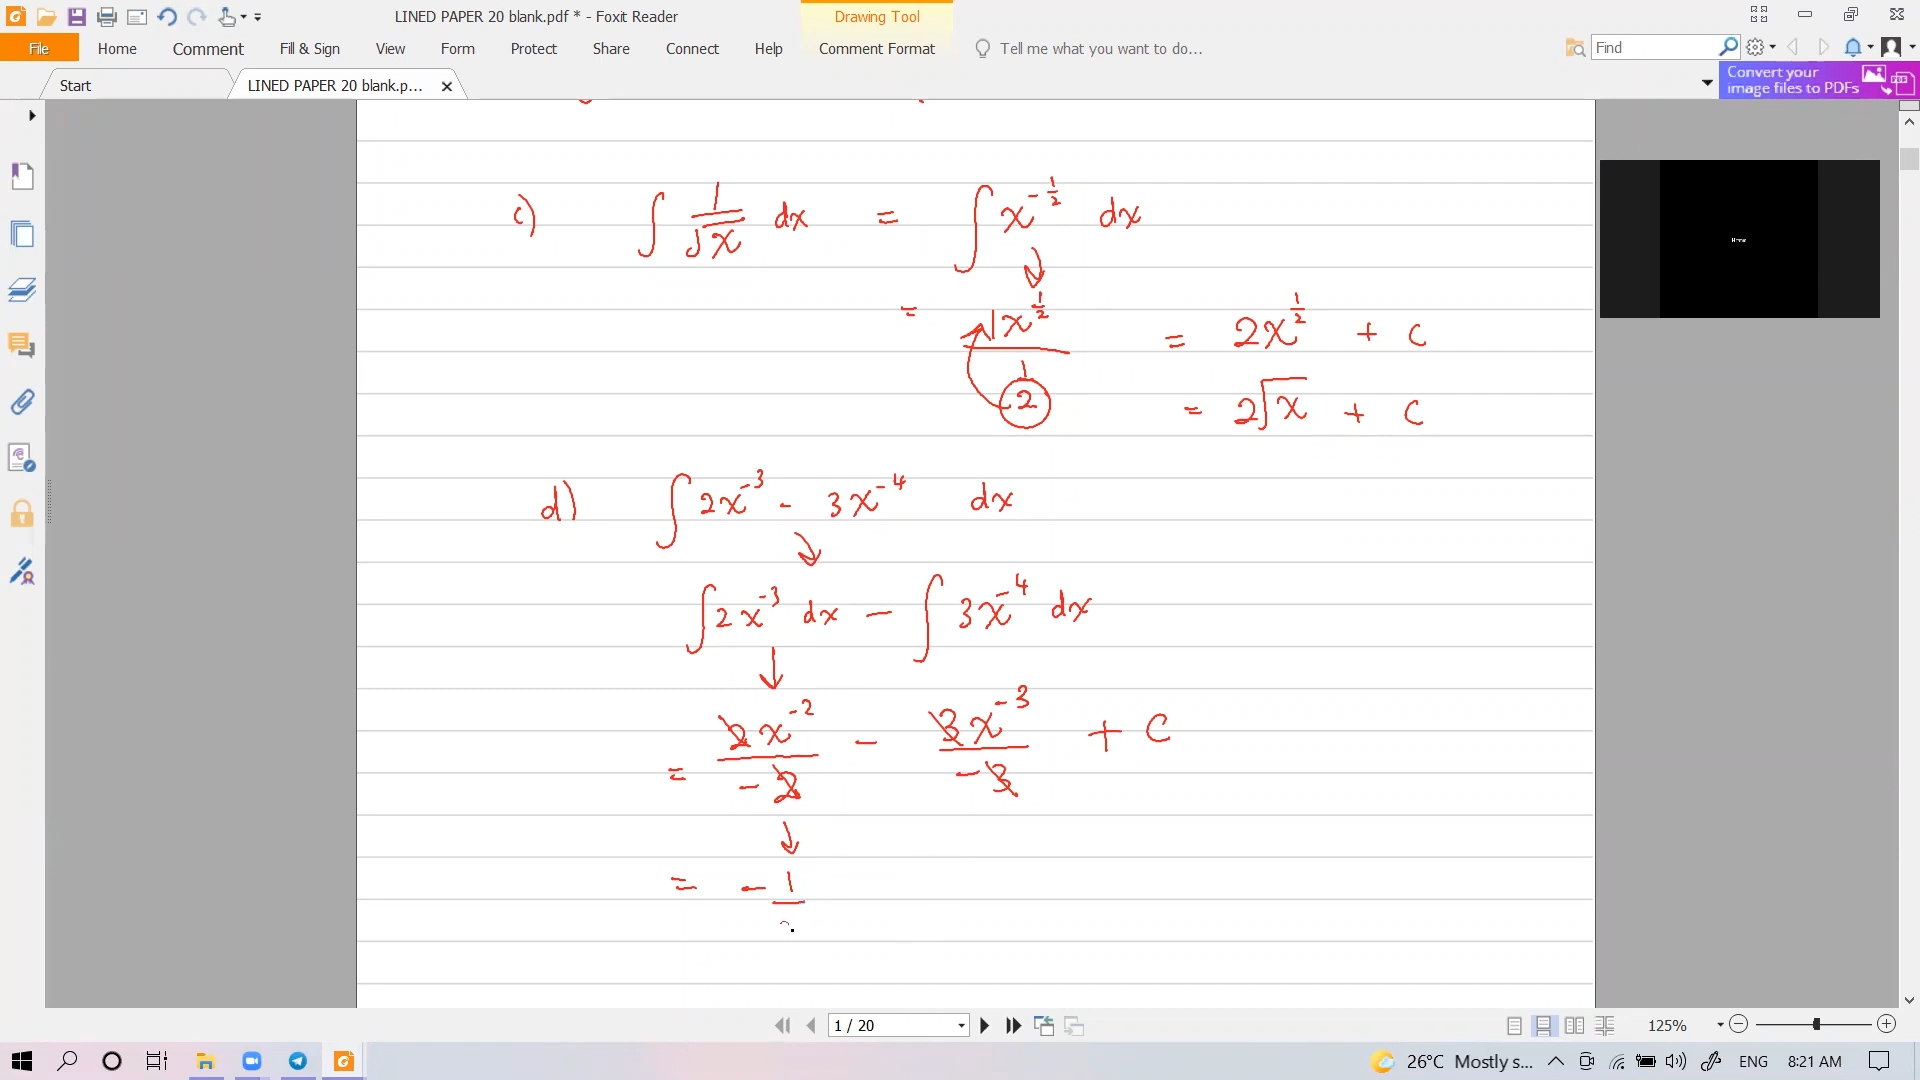 LINED PAPER 20 blank.pdf * - Foxit Reader
Drawing Tool
File Home Comment Fill & Sign View Form Protect Share Connect Help Comment Format Tell me what you want to do... Find
Start LINED PAPER 20 blank.p...
Convert your
image files to PDFs
c) ∫ 1/√x dx = ∫ x^(-1/2) dx
= 1x^(1/2) / (1/2) = 2x^(1/2) + C
= 2√x + C
d) ∫ 2x^-3 - 3x^-4 dx
∫ 2x^-3 dx - ∫ 3x^-4 dx
= 2x^-2 / -2 - 3x^-3 / -3 + C
= - 1
1 / 20
125%
26°C Mostly s... ENG 8:21 AM